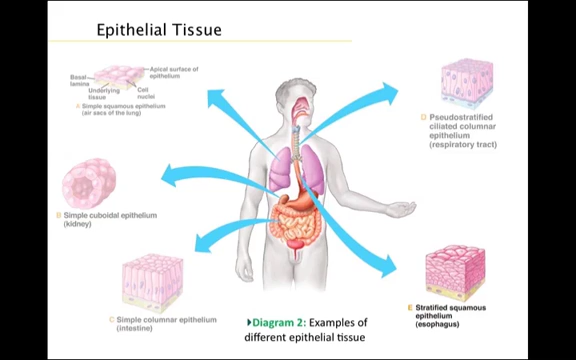 Epithelial Tissue
Apical surface of
epithelium
Basal
lamina
Underlying
tissue
Cell
nuclei
A Simple squamous epithelium
(air sacs of the lung)
D Pseudostratified
ciliated columnar
epithelium
(respiratory tract)
B Simple cuboidal epithelium
(kidney)
C Simple columnar epithelium
(intestine)
E Stratified squamous
epithelium
(esophagus)
Diagram 2: Examples of
different epithelial tissue